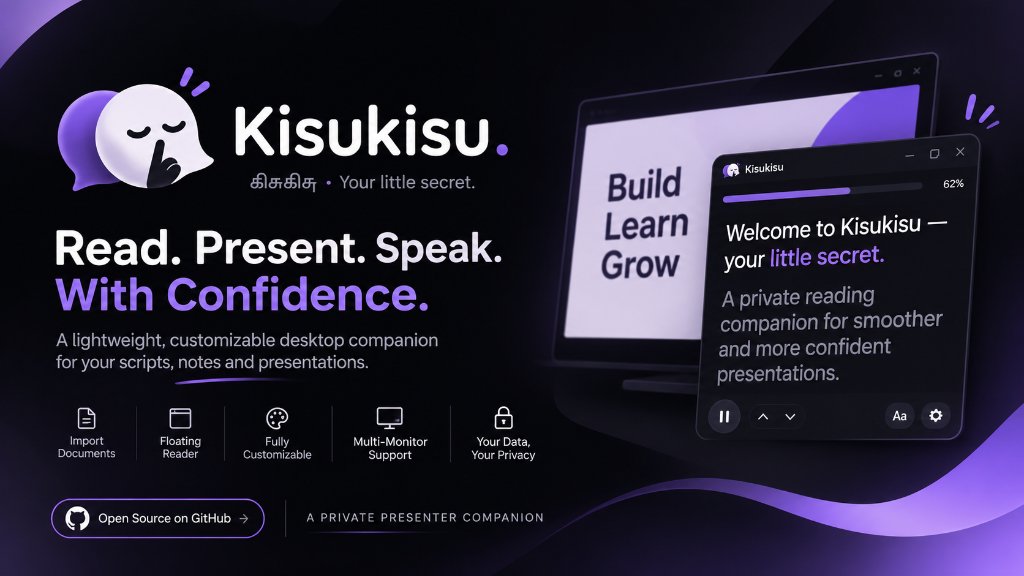 Kisukisu.
கிசுகிசு • Your little secret.
Read. Present. Speak.
With Confidence.
A lightweight, customizable desktop companion
for your scripts, notes and presentations.
Import
Documents
Floating
Reader
Fully
Customizable
Multi-Monitor
Support
Your Data,
Your Privacy
Open Source on GitHub →
A PRIVATE PRESENTER COMPANION
Build
Learn
Grow
Kisukisu
62%
Welcome to Kisukisu —
your little secret.
A private reading
companion for smoother
and more confident
presentations.
Aa